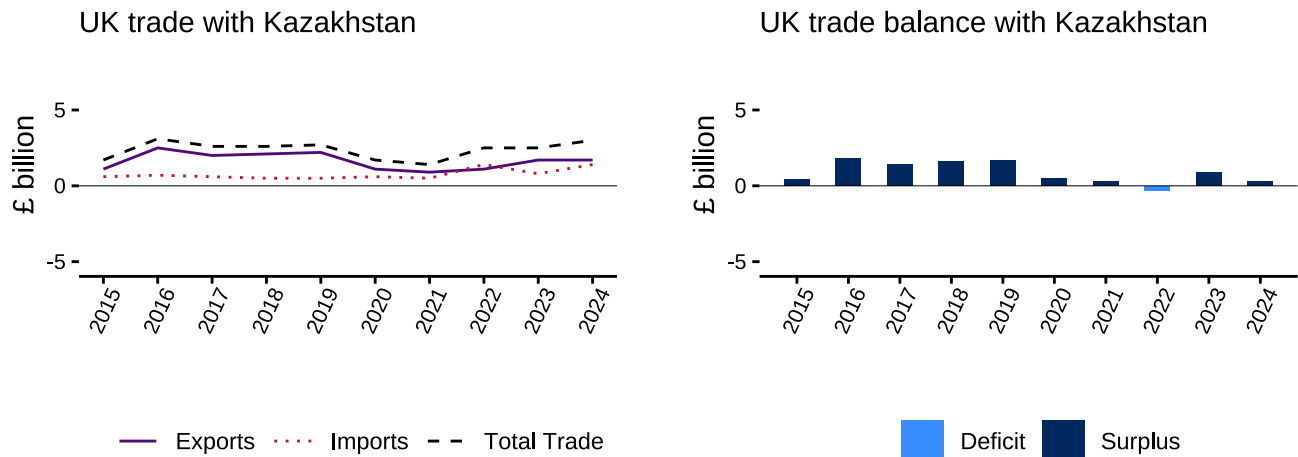 UK trade with Kazakhstan
£ billion
5
0
-5
2015 2016 2017 2018 2019 2020 2021 2022 2023 2024
Exports Imports Total Trade
UK trade balance with Kazakhstan
£ billion
5
0
-5
2015 2016 2017 2018 2019 2020 2021 2022 2023 2024
Deficit Surplus